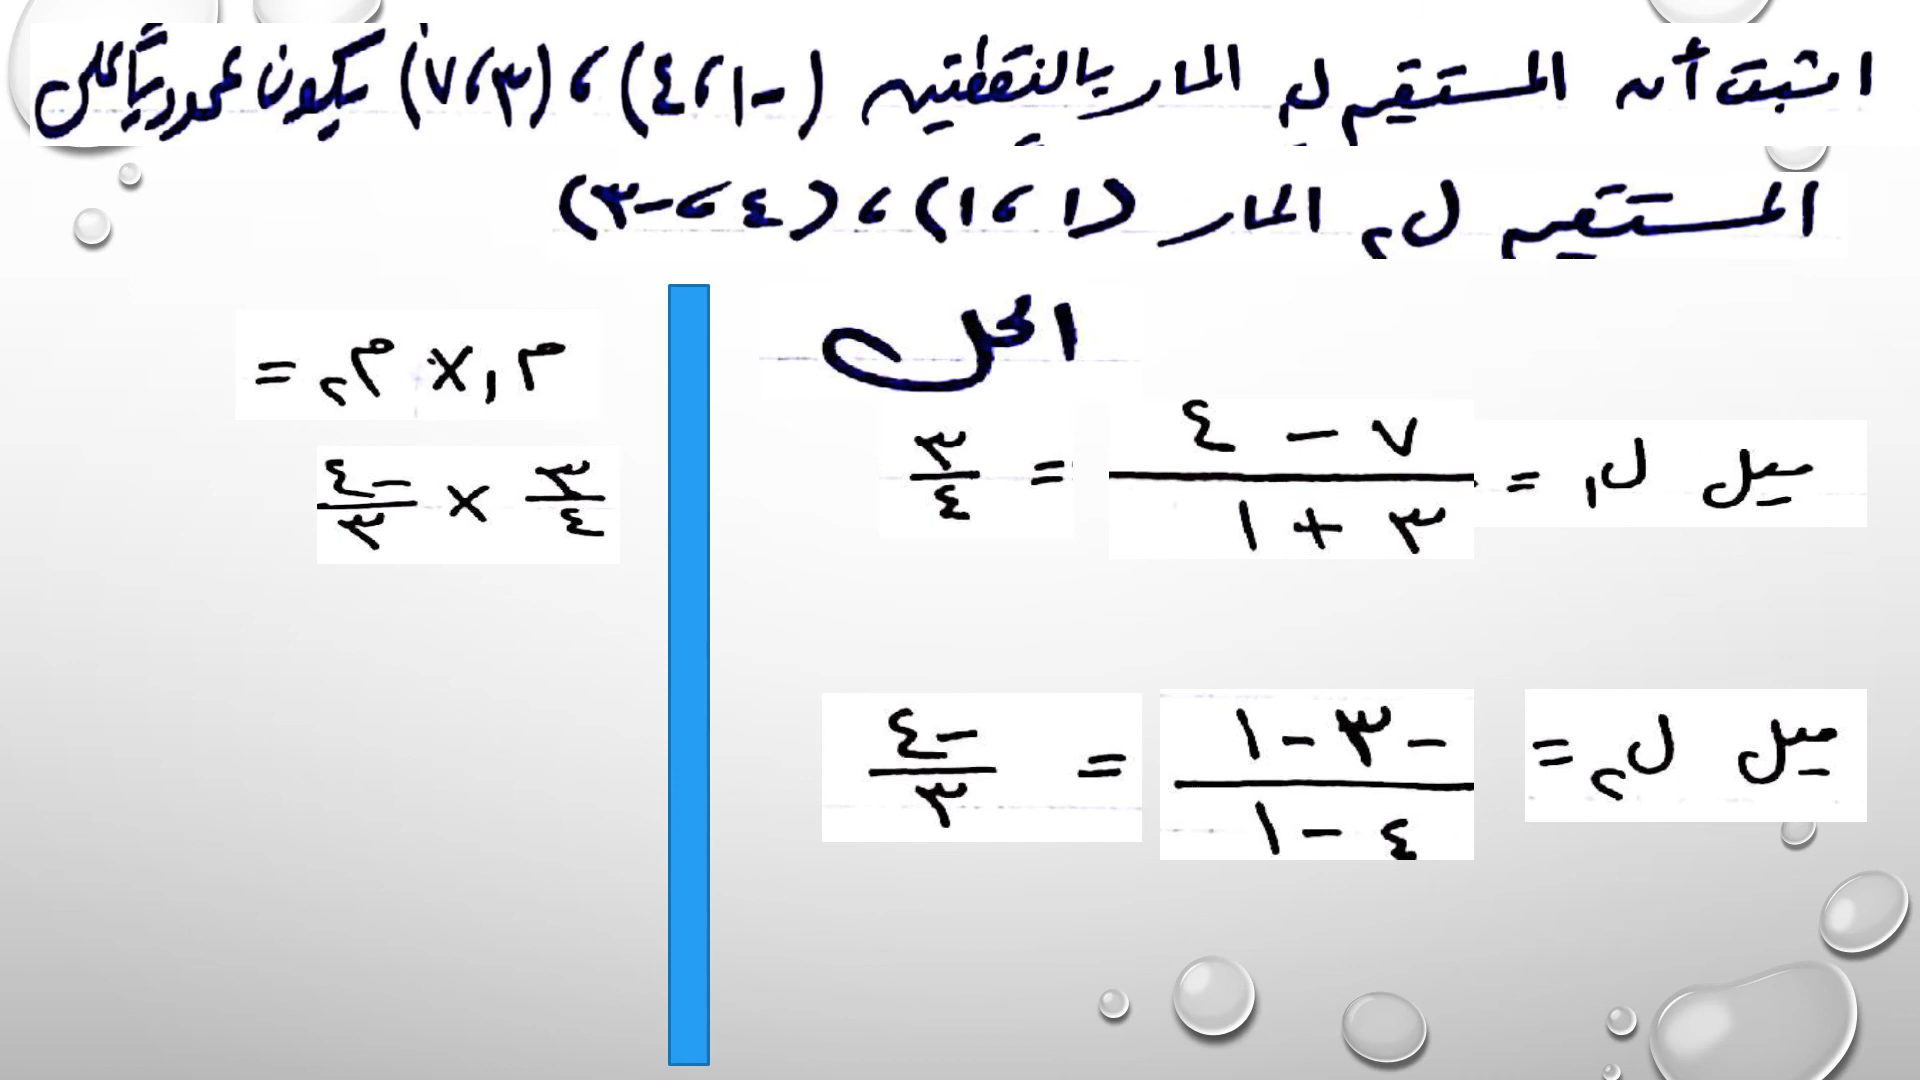 اثبت أن المستقيم ل١ المار بالنقطتين (-١، ٤)، (٣، ٧) يكون عموديًا على
المستقيم ل٢ المار (١، ١)، (٤، -٣)
الحل
ميل ل١ = (٧ - ٤)/(٣ + ١) = ٣/٤
ميل ل٢ = (-٣ - ١)/(٤ - ١) = -٤/٣
م١ × م٢ =
٣/٤ × -٤/٣